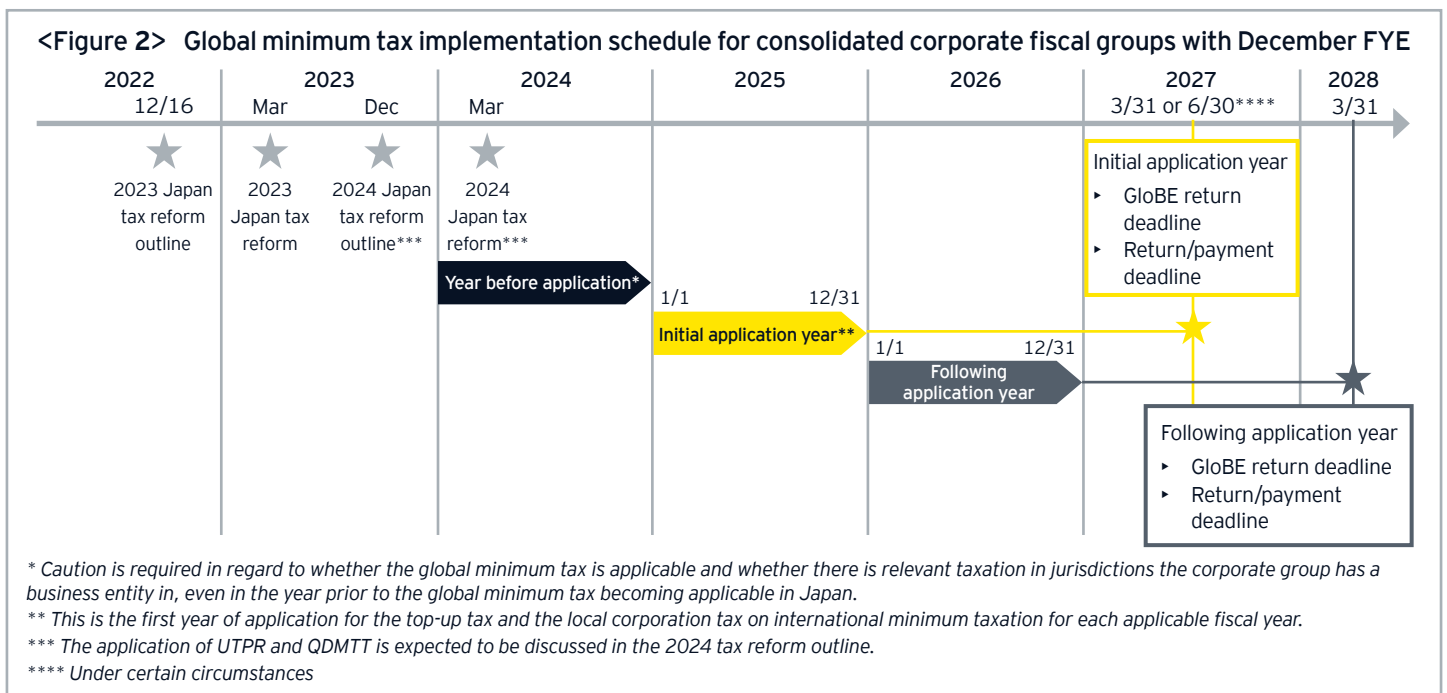 <Figure 2> Global minimum tax implementation schedule for consolidated corporate fiscal groups with December FYE
2022
2023
2024
2025
2026
2027
2028
12/16
Mar
Dec
Mar
3/31 or 6/30****
3/31
2023 Japan
tax reform
outline
2023
Japan tax
reform
2024 Japan
tax reform
outline***
2024
Japan tax
reform***
Initial application year
▸ GloBE return
deadline
▸ Return/payment
deadline
Year before application*
1/1
12/31
Initial application year**
1/1
12/31
Following
application year
Following application year
▸ GloBE return deadline
▸ Return/payment
deadline
* Caution is required in regard to whether the global minimum tax is applicable and whether there is relevant taxation in jurisdictions the corporate group has a
business entity in, even in the year prior to the global minimum tax becoming applicable in Japan.
** This is the first year of application for the top-up tax and the local corporation tax on international minimum taxation for each applicable fiscal year.
*** The application of UTPR and QDMTT is expected to be discussed in the 2024 tax reform outline.
**** Under certain circumstances